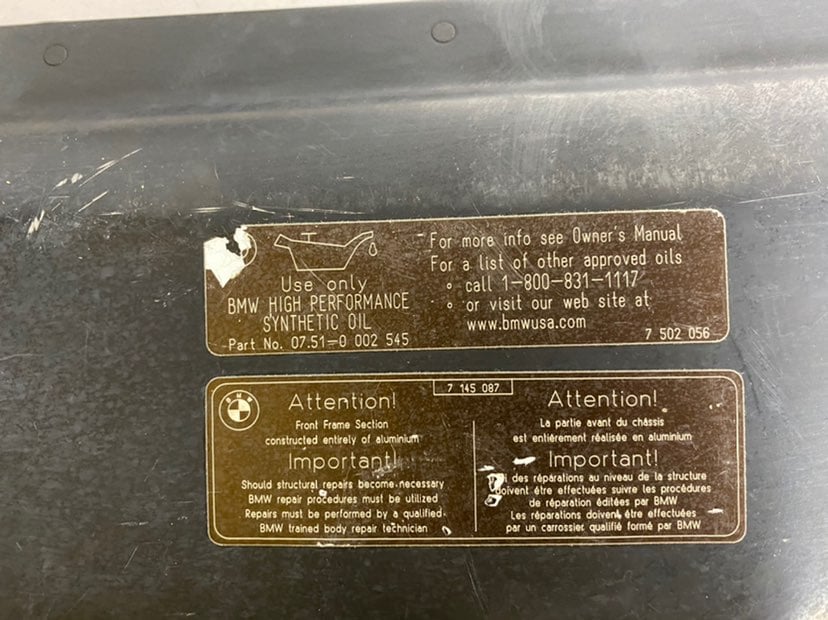 Use only
BMW HIGH PERFORMANCE
SYNTHETIC OIL
Part No. 07.51-0 002 545
For more info see Owner's Manual
For a list of other approved oils
° call 1-800-831-1117
° or visit our web site at
www.bmwusa.com
7 502 056
7 145 087
BMW
Attention!
Front Frame Section
constructed entirely of aluminium
Important!
Should structural repairs become necessary
BMW repair procedures must be utilized
Repairs must be performed by a qualified
BMW trained body repair technician
Attention!
La partie avant du châssis
est entiérement réalisée en aluminium
Important!
i des réparations au niveau de la structure
doivent être effectuées suivre les procédures
de réparation éditées par BMW
Les réparations doivent être effectuées
par un carrossier qualifié formé par BMW